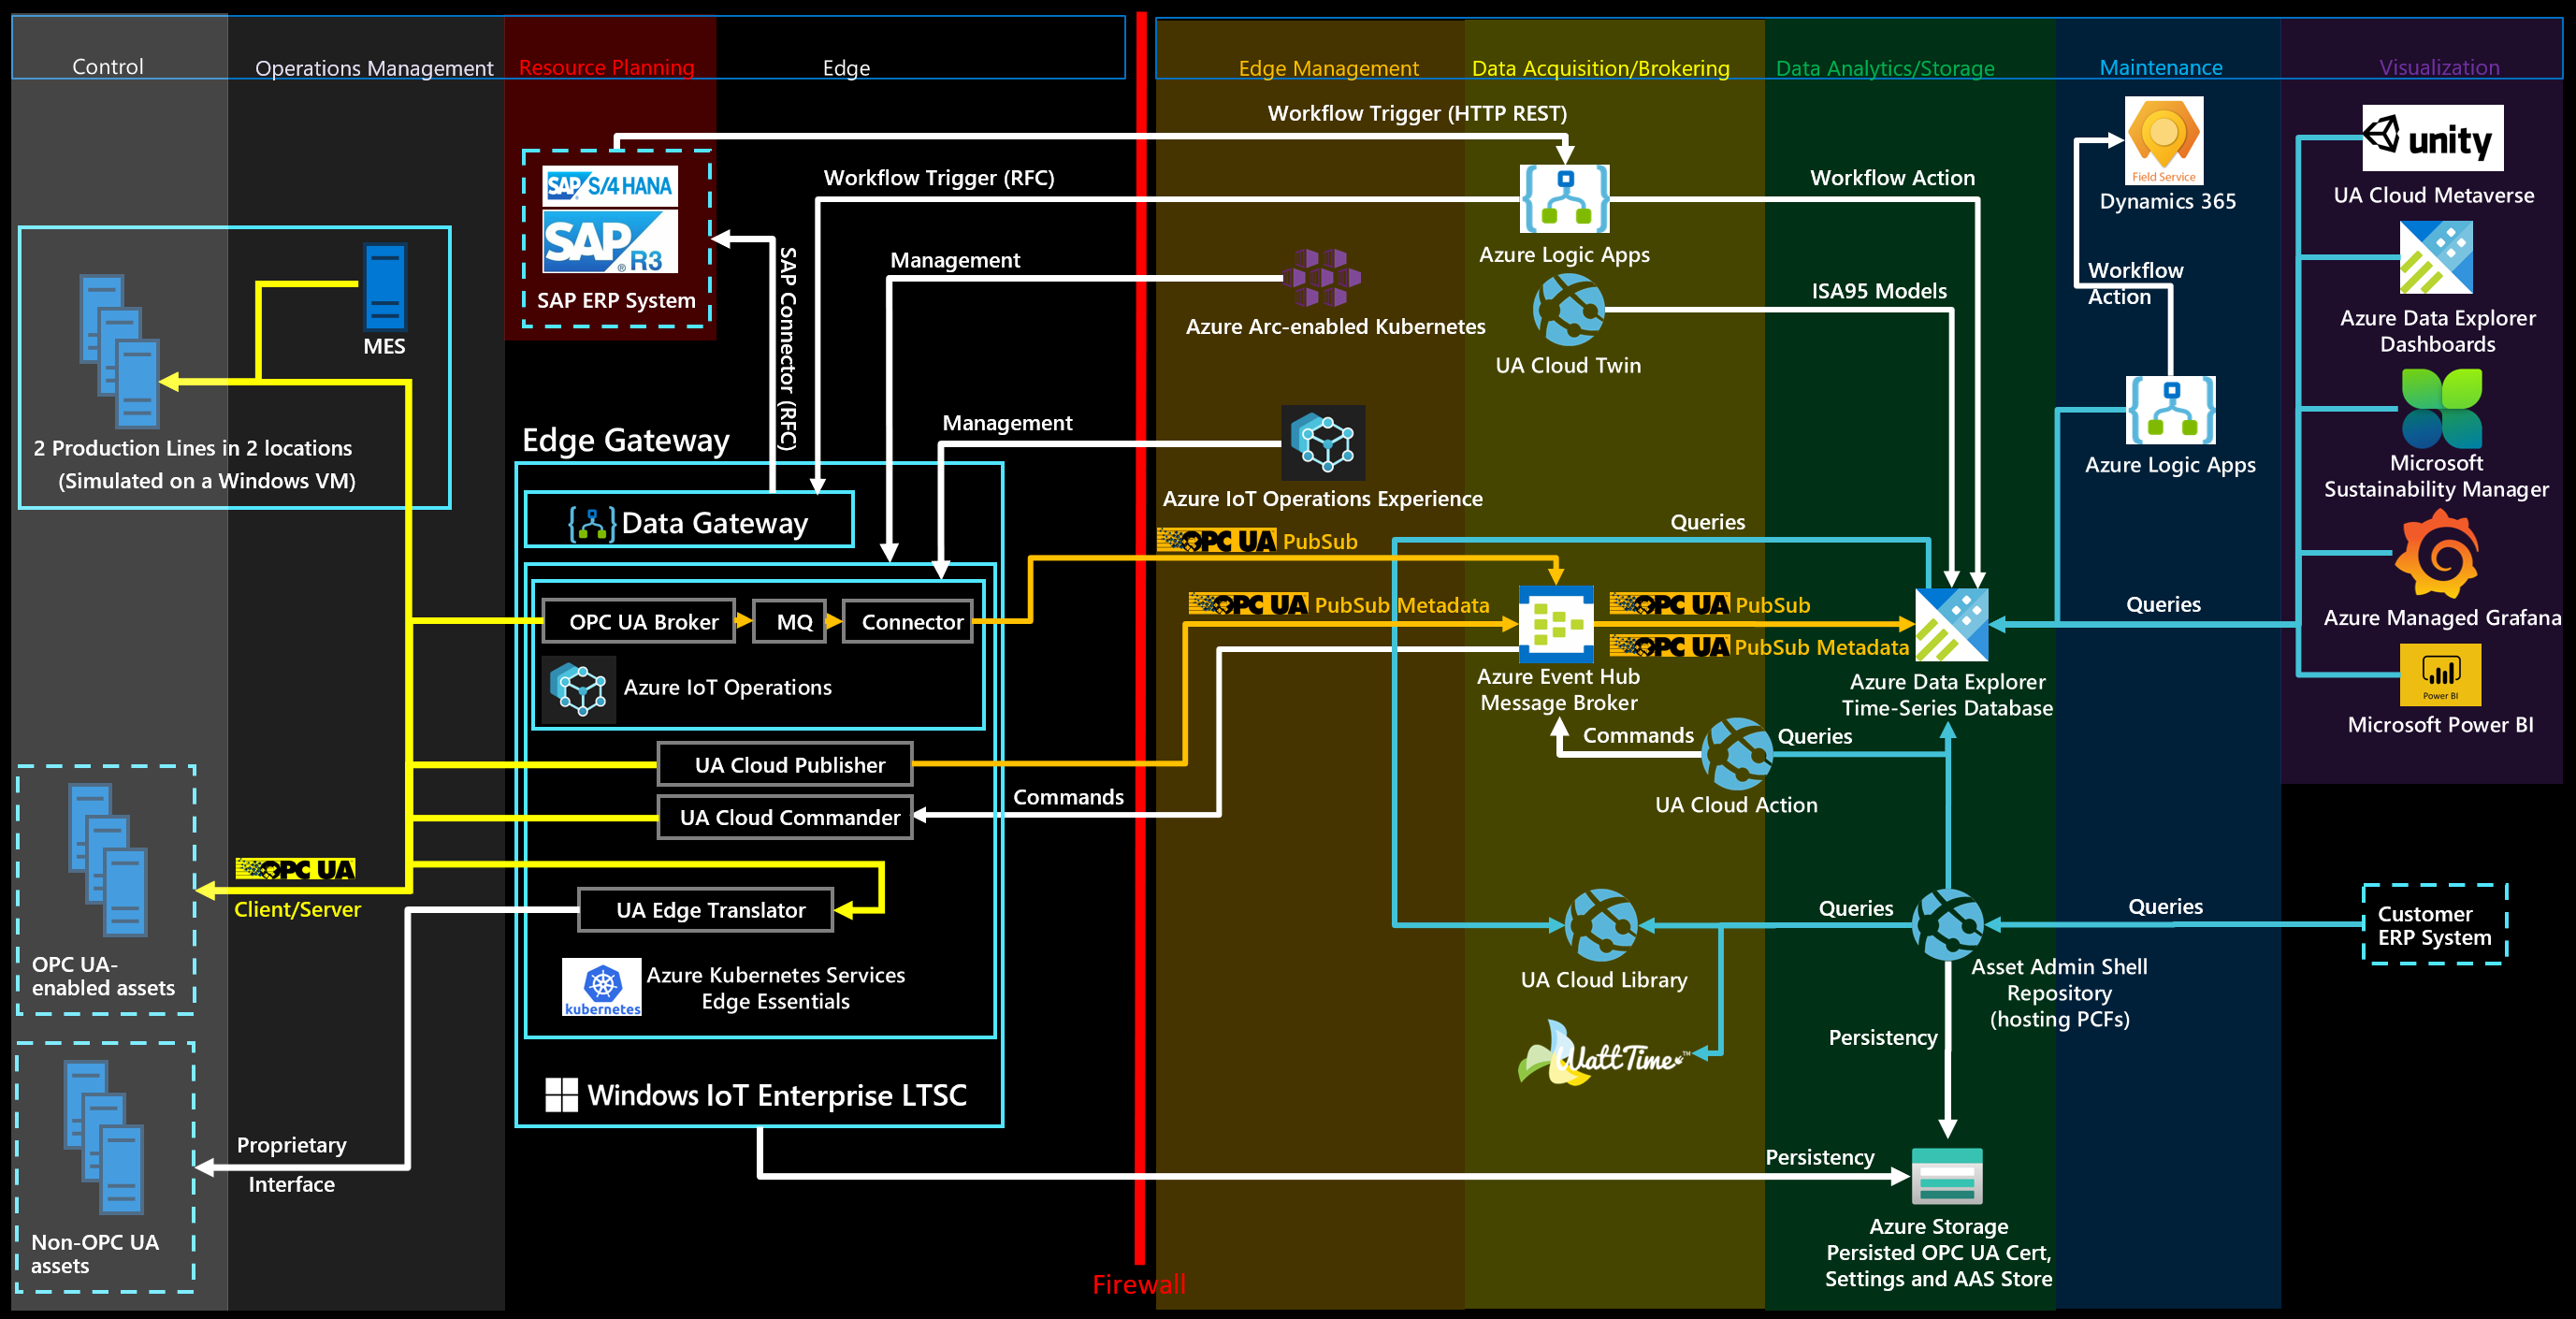 Control
Operations Management
Resource Planning
Edge
Edge Management
Data Acquisition/Brokering
Data Analytics/Storage
Maintenance
Visualization
Workflow Trigger (HTTP REST)
SAP S/4HANA
SAP
R3
SAP ERP System
Workflow Trigger (RFC)
Workflow Action
Azure Logic Apps
Field Service
Dynamics 365
unity
UA Cloud Metaverse
MES
2 Production Lines in 2 locations
(Simulated on a Windows VM)
SAP Connector (RFC)
Management
Azure Arc-enabled Kubernetes
ISA95 Models
UA Cloud Twin
Workflow
Action
Azure Logic Apps
Azure Data Explorer
Dashboards
Edge Gateway
Management
Azure IoT Operations Experience
Microsoft
Sustainability Manager
Data Gateway
Queries
OPC UA PubSub
OPC UA Broker
MQ
Connector
Azure IoT Operations
OPC UA PubSub Metadata
OPC UA PubSub
OPC UA PubSub Metadata
Queries
Azure Managed Grafana
Azure Event Hub
Message Broker
Azure Data Explorer
Time-Series Database
Power BI
Microsoft Power BI
UA Cloud Publisher
Commands
Queries
UA Cloud Action
UA Cloud Commander
Commands
OPC UA
Client/Server
UA Edge Translator
OPC UA-
enabled assets
Azure Kubernetes Services
Edge Essentials
kubernetes
UA Cloud Library
Queries
Queries
Customer
ERP System
Asset Admin Shell
Repository
(hosting PCFs)
WattTime™
Persistency
Windows IoT Enterprise LTSC
Proprietary
Interface
Persistency
Non-OPC UA
assets
Firewall
Azure Storage
Persisted OPC UA Cert,
Settings and AAS Store